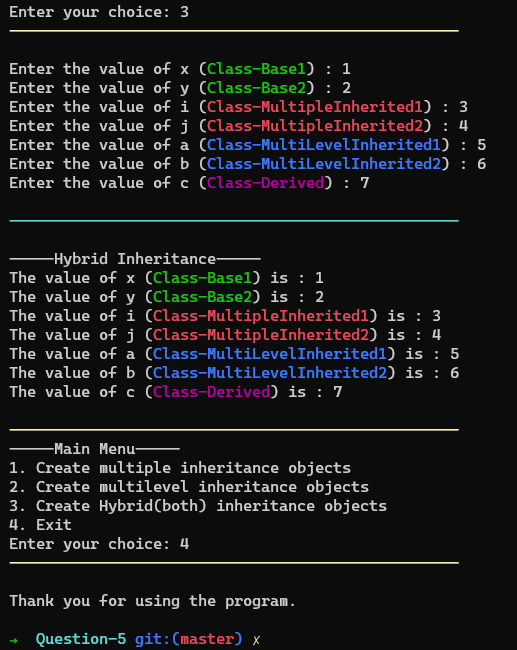 Enter your choice: 3
Enter the value of x (Class-Base1) : 1
Enter the value of y (Class-Base2) : 2
Enter the value of i (Class-MultipleInherited1) : 3
Enter the value of j (Class-MultipleInherited2) : 4
Enter the value of a (Class-MultiLevelInherited1) : 5
Enter the value of b (Class-MultiLevelInherited2) : 6
Enter the value of c (Class-Derived) : 7
-----Hybrid Inheritance-----
The value of x (Class-Base1) is : 1
The value of y (Class-Base2) is : 2
The value of i (Class-MultipleInherited1) is : 3
The value of j (Class-MultipleInherited2) is : 4
The value of a (Class-MultiLevelInherited1) is : 5
The value of b (Class-MultiLevelInherited2) is : 6
The value of c (Class-Derived) is : 7
-----Main Menu-----
1. Create multiple inheritance objects
2. Create multilevel inheritance objects
3. Create Hybrid(both) inheritance objects
4. Exit
Enter your choice: 4
Thank you for using the program.
→ Question-5 git:(master) ✗